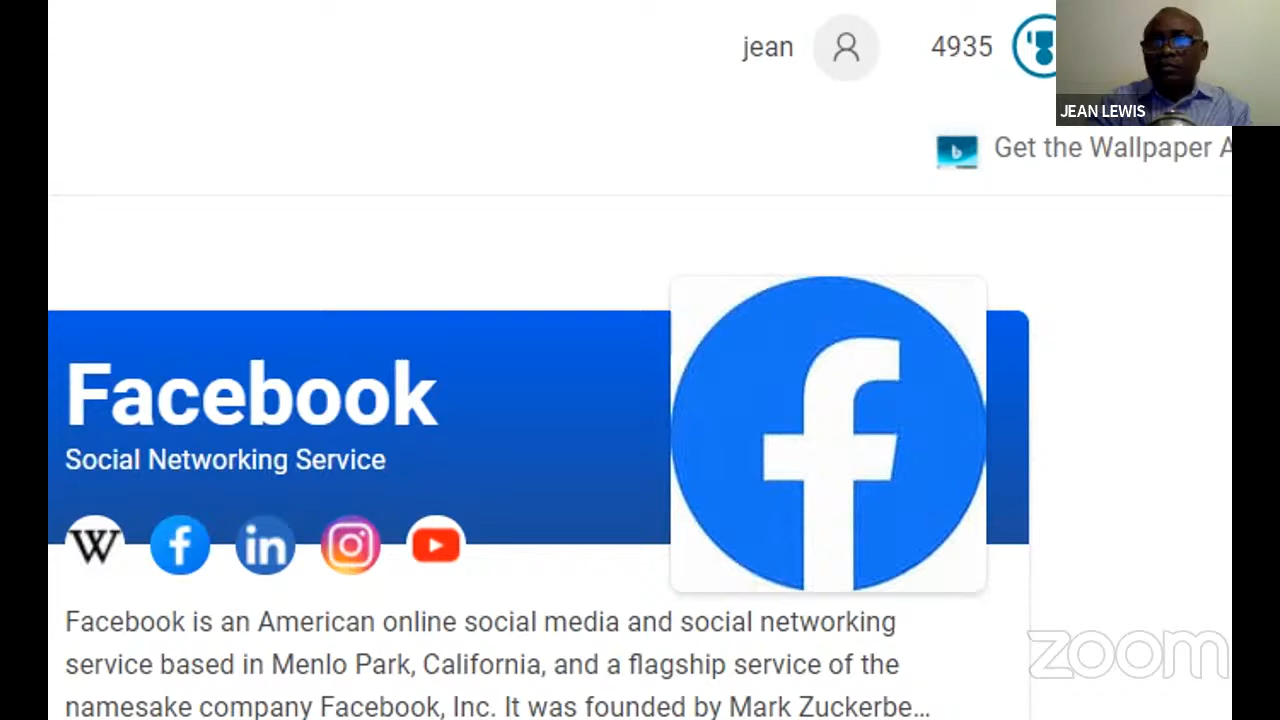 jean 4935
JEAN LEWIS
Get the Wallpaper A
Facebook
Social Networking Service
Facebook is an American online social media and social networking
service based in Menlo Park, California, and a flagship service of the
namesake company Facebook, Inc. It was founded by Mark Zuckerbe...
zoom